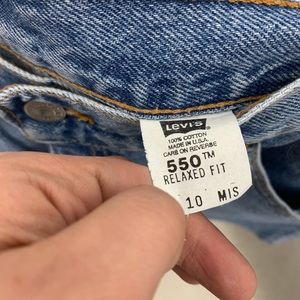 LEVI'S
100% COTTON
MADE IN U.S.A.
CARE ON REVERSE
550™
RELAXED FIT
10 MIS